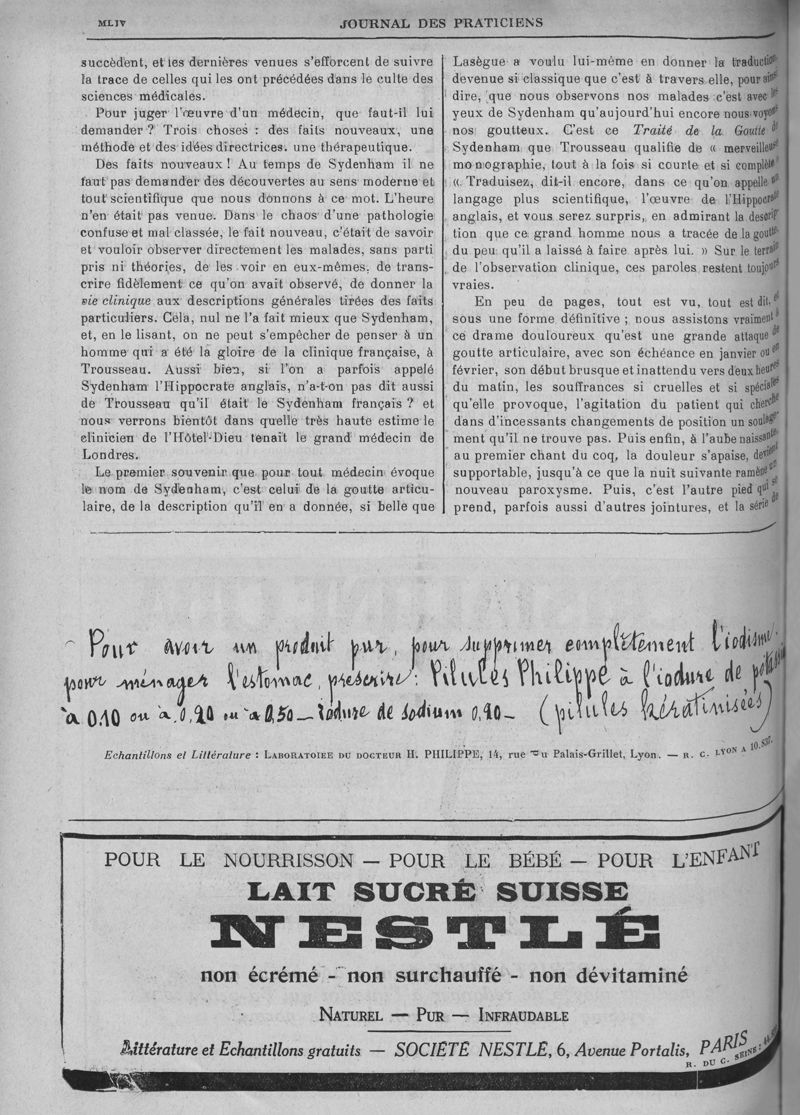 MLIV
JOURNAL DES PRATICIENS
succèdent, et les dernières venues s'efforcent de suivre
la trace de celles qui les ont précédées dans le culte des
sciences médicales.
Pour juger l'œuvre d'un médecin, que faut-il lui
demander ? Trois choses : des faits nouveaux, une
méthode et des idées directrices, une thérapeutique.
Des faits nouveaux ! Au temps de Sydenham il ne
faut pas demander des découvertes au sens moderne et
tout scientifique que nous donnons à ce mot. L'heure
n'en était pas venue. Dans le chaos d'une pathologie
confuse et mal classée, le fait nouveau, c'était de savoir
et vouloir observer directement les malades, sans parti
pris ni théories, de les voir en eux-mêmes, de trans-
crire fidèlement ce qu'on avait observé, de donner la
vie clinique aux descriptions générales tirées des faits
particuliers. Cela, nul ne l'a fait mieux que Sydenham,
et, en le lisant, on ne peut s'empêcher de penser à un
homme qui a été la gloire de la clinique française, à
Trousseau. Aussi bien, si l'on a parfois appelé
Sydenham l'Hippocrate anglais, n'a-t-on pas dit aussi
de Trousseau qu'il était le Sydenham français ? et
nous verrons bientôt dans quelle très haute estime le
clinicien de l'Hôtel-Dieu tenait le grand médecin de
Londres.
Le premier souvenir que pour tout médecin évoque
le nom de Sydenham, c'est celui de la goutte articu-
laire, de la description qu'il en a donnée, si belle que
Lasègue a voulu lui-même en donner la traduction
devenue si classique que c'est à travers elle, pour ainsi
dire, que nous observons nos malades c'est avec les
yeux de Sydenham qu'aujourd'hui encore nous voyons
nos goutteux. C'est ce Traité de la Goutte de
Sydenham que Trousseau qualifie de « merveilleuse
monographie, tout à la fois si courte et si complète »
« Traduisez, dit-il encore, dans ce qu'on appelle un
langage plus scientifique, l'œuvre de l'Hippocrate
anglais, et vous serez surpris, en admirant la descrip
tion que ce grand homme nous a tracée de la goutte,
du peu qu'il a laissé à faire après lui. » Sur le terrain
de l'observation clinique, ces paroles restent toujours
vraies.
En peu de pages, tout est vu, tout est dit, et
sous une forme définitive ; nous assistons vraiment à
ce drame douloureux qu'est une grande attaque de
goutte articulaire, avec son échéance en janvier ou en
février, son début brusque et inattendu vers deux heures
du matin, les souffrances si cruelles et si spéciales
qu'elle provoque, l'agitation du patient qui cherche
dans d'incessants changements de position un soulage-
ment qu'il ne trouve pas. Puis enfin, à l'aube naissante,
au premier chant du coq, la douleur s'apaise, devient
supportable, jusqu'à ce que la nuit suivante ramène en
nouveau paroxysme. Puis, c'est l'autre pied qui se
prend, parfois aussi d'autres jointures, et la série de
Pour avoir un produit pur, pour supprimer complètement l'iodisme
pour ménager l'estomac, prescrire : Pilules Philippe à l'iodure de potassium
à 0.10 ou à 0,20 ou à 0,50 — iodure de sodium 0,20 — (pilules kératinisées)
Echantillons et Littérature : LABORATOIRE DU DOCTEUR H. PHILIPPE, 14, rue du Palais-Grillet, Lyon. — R. C. LYON A 10.537.
POUR LE NOURRISSON — POUR LE BÉBÉ — POUR L'ENFANT
LAIT SUCRÉ SUISSE
NESTLÉ
non écrémé - non surchauffé - non dévitaminé
NATUREL — PUR — INFRAUDABLE
Littérature et Echantillons gratuits — SOCIÉTÉ NESTLÉ, 6, Avenue Portalis, PARIS
R. DU C. SEINE :